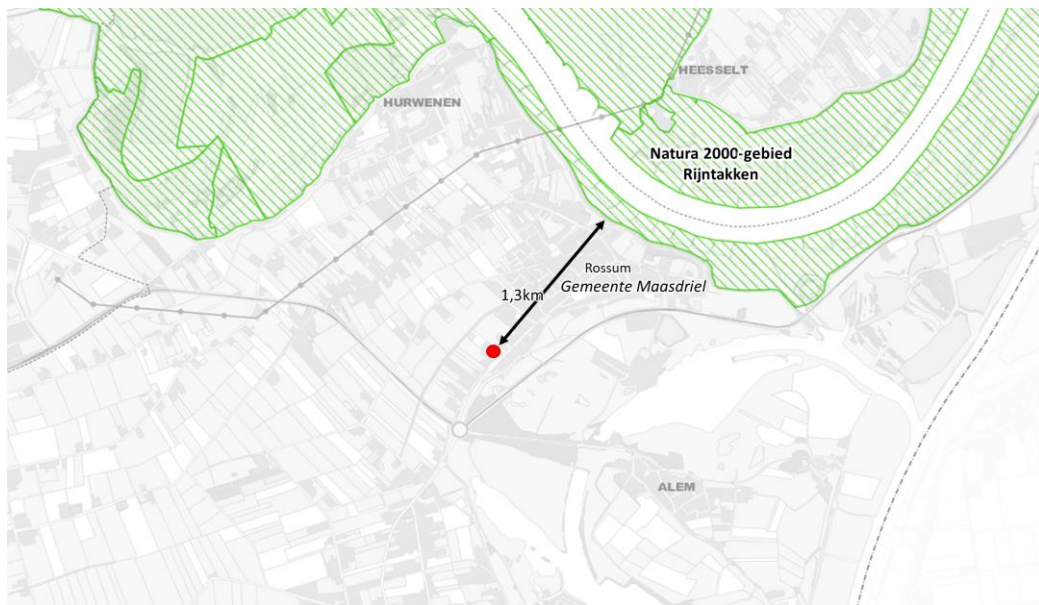 HEESSELT
HURWENEN
Natura 2000-gebied
Rijntakken
Rossum
Gemeente Maasdriel
1,3km
ALEM